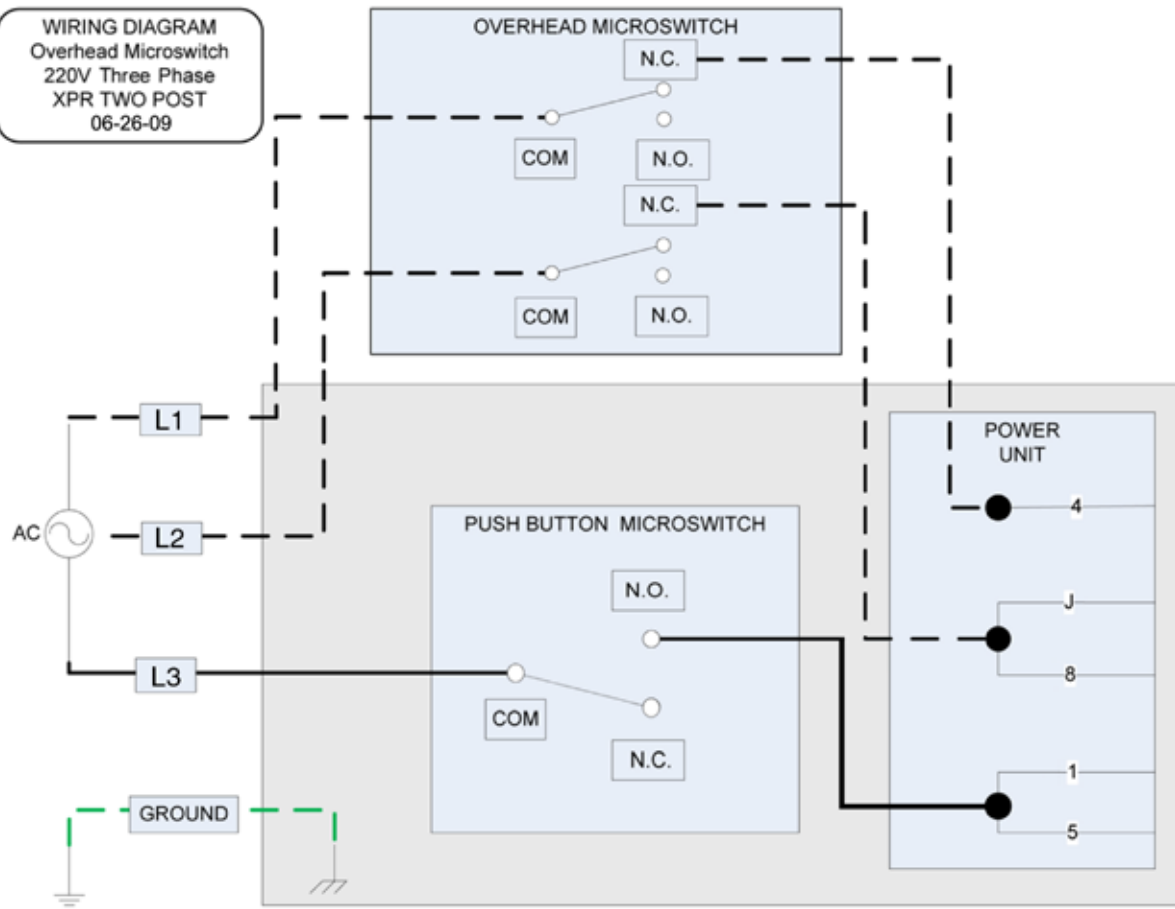 WIRING DIAGRAM
Overhead Microswitch
220V Three Phase
XPR TWO POST
06-26-09
OVERHEAD MICROSWITCH
N.C.
COM
N.O.
N.C.
COM
N.O.
L1
AC
L2
L3
GROUND
PUSH BUTTON MICROSWITCH
N.O.
COM
N.C.
POWER
UNIT
4
J
8
1
5